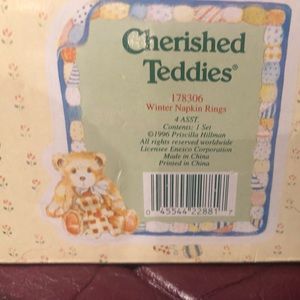 Cherished
Teddies®
178306
Winter Napkin Rings
4 ASST.
Contents: 1 Set
©1996 Priscilla Hillman
All rights reserved worldwide
Licensee Enesco Corporation
Made in China
Printed in China
0 45544 22881 7